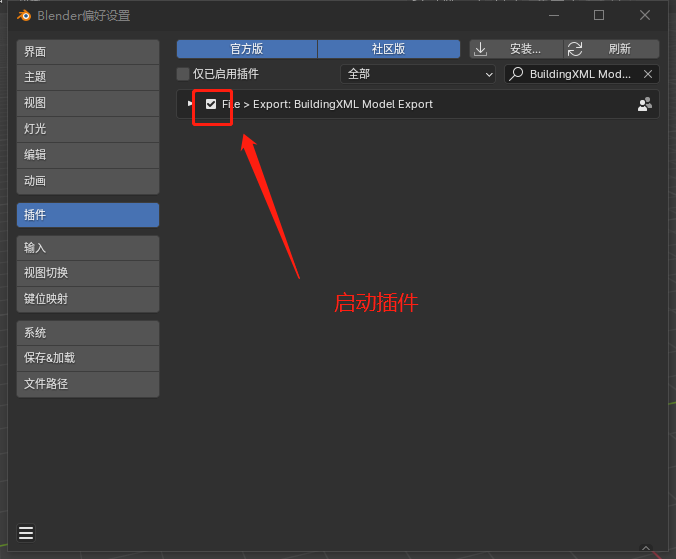 Blender偏好设置
界面
主题
视图
灯光
编辑
动画
插件
输入
视图切换
键位映射
系统
保存&加载
文件路径
官方版
社区版
安装...
刷新
仅已启用插件
全部
BuildingXML Mod...
File > Export: BuildingXML Model Export
启动插件